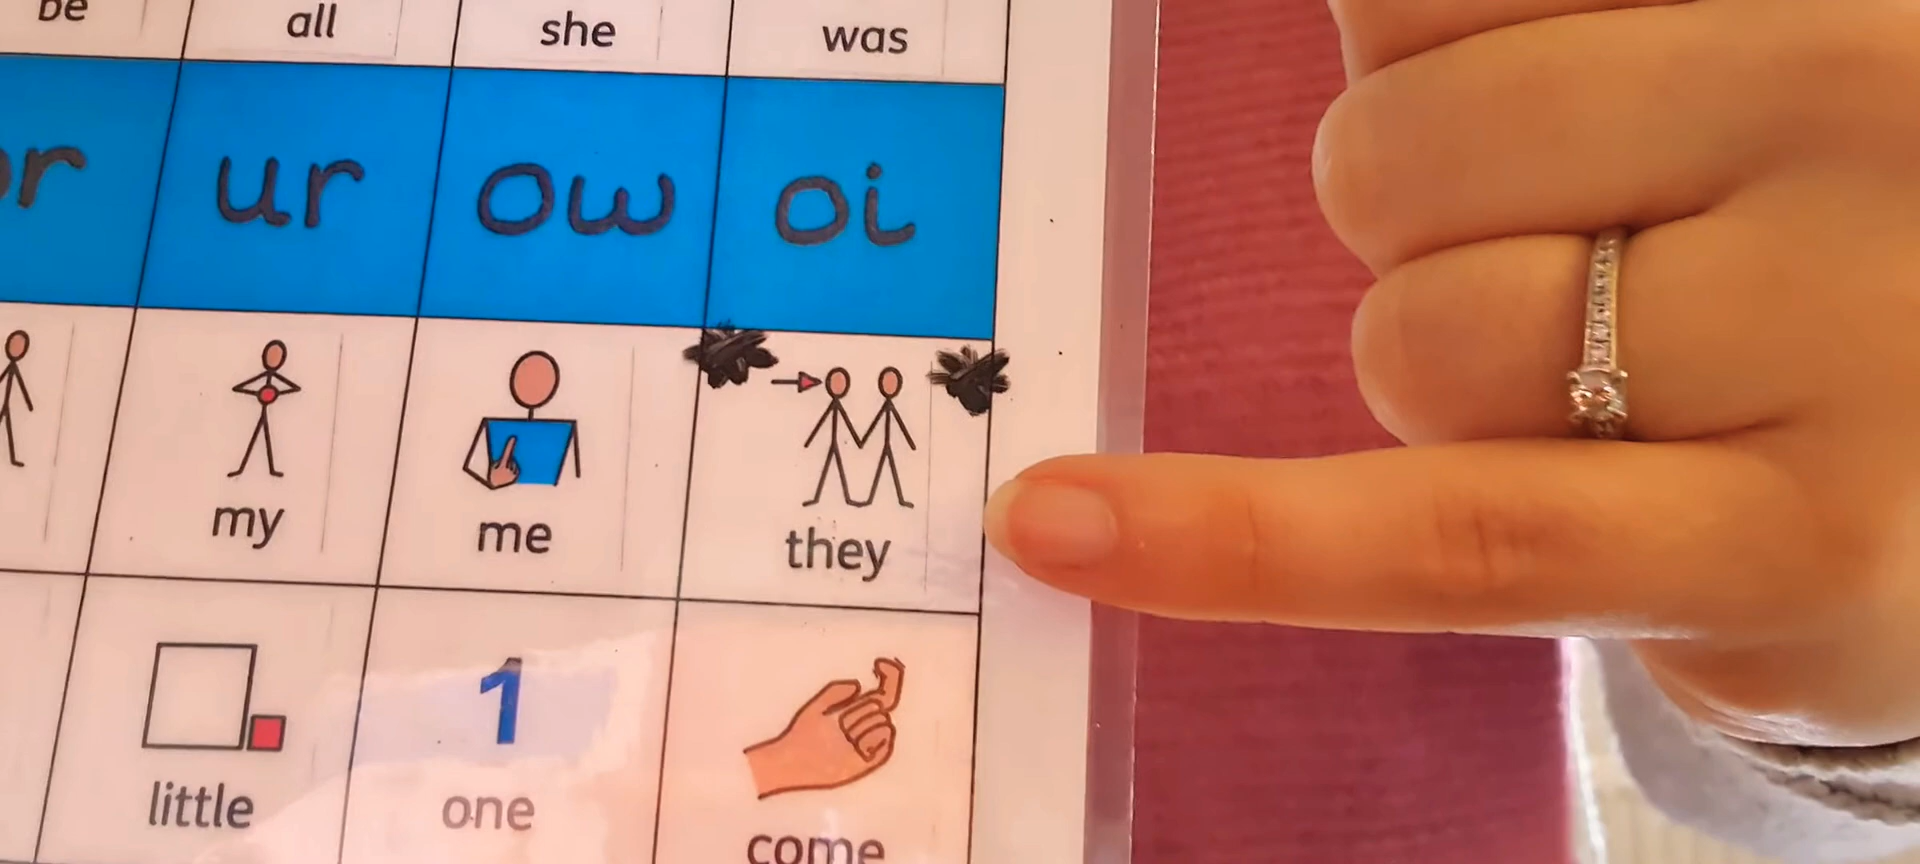 be all she was
ur ow oi
my me they
1
little one come